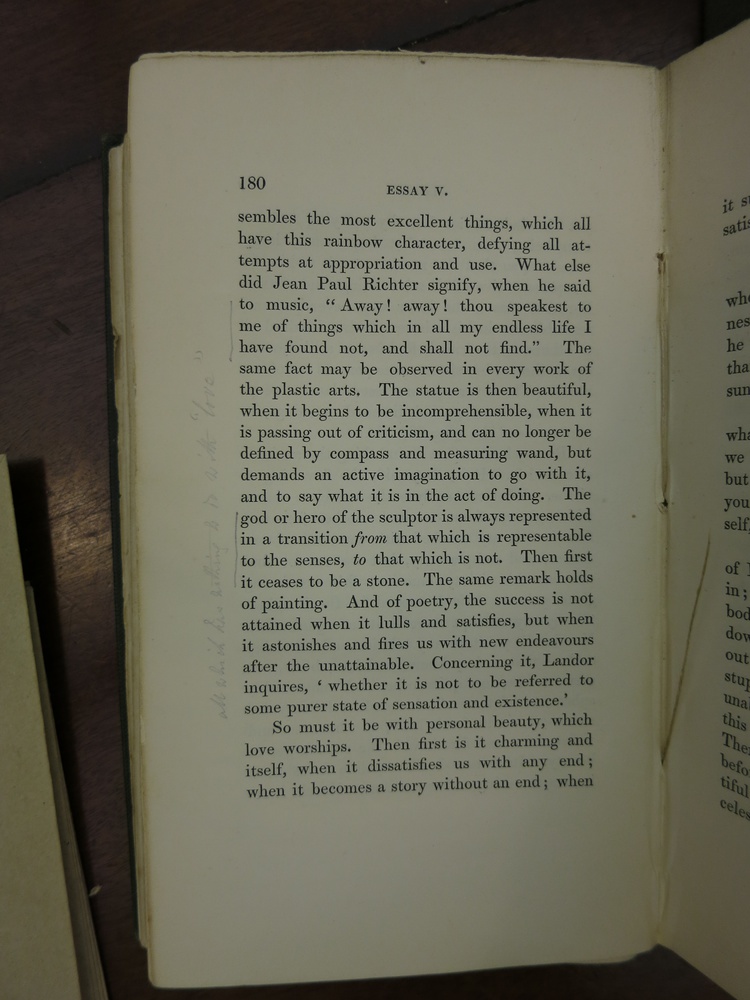 180
ESSAY V.
sembles the most excellent things, which all
have this rainbow character, defying all at-
tempts at appropriation and use. What else
did Jean Paul Richter signify, when he said
to music, “ Away! away! thou speakest to
me of things which in all my endless life I
have found not, and shall not find.” The
same fact may be observed in every work of
the plastic arts. The statue is then beautiful,
when it begins to be incomprehensible, when it
is passing out of criticism, and can no longer be
defined by compass and measuring wand, but
demands an active imagination to go with it,
and to say what it is in the act of doing. The
god or hero of the sculptor is always represented
in a transition from that which is representable
to the senses, to that which is not. Then first
it ceases to be a stone. The same remark holds
of painting. And of poetry, the success is not
attained when it lulls and satisfies, but when
it astonishes and fires us with new endeavours
after the unattainable. Concerning it, Landor
inquires, ‘ whether it is not to be referred to
some purer state of sensation and existence.’
So must it be with personal beauty, which
love worships. Then first is it charming and
itself, when it dissatisfies us with any end ;
when it becomes a story without an end ; when
all which has nothing to do with "love"
it s
satis
who
nes
he
tha
sun
wha
we
but
you
self,
of
in ;
bod
dow
out
stup
una
this
The
befo
tiful
celes